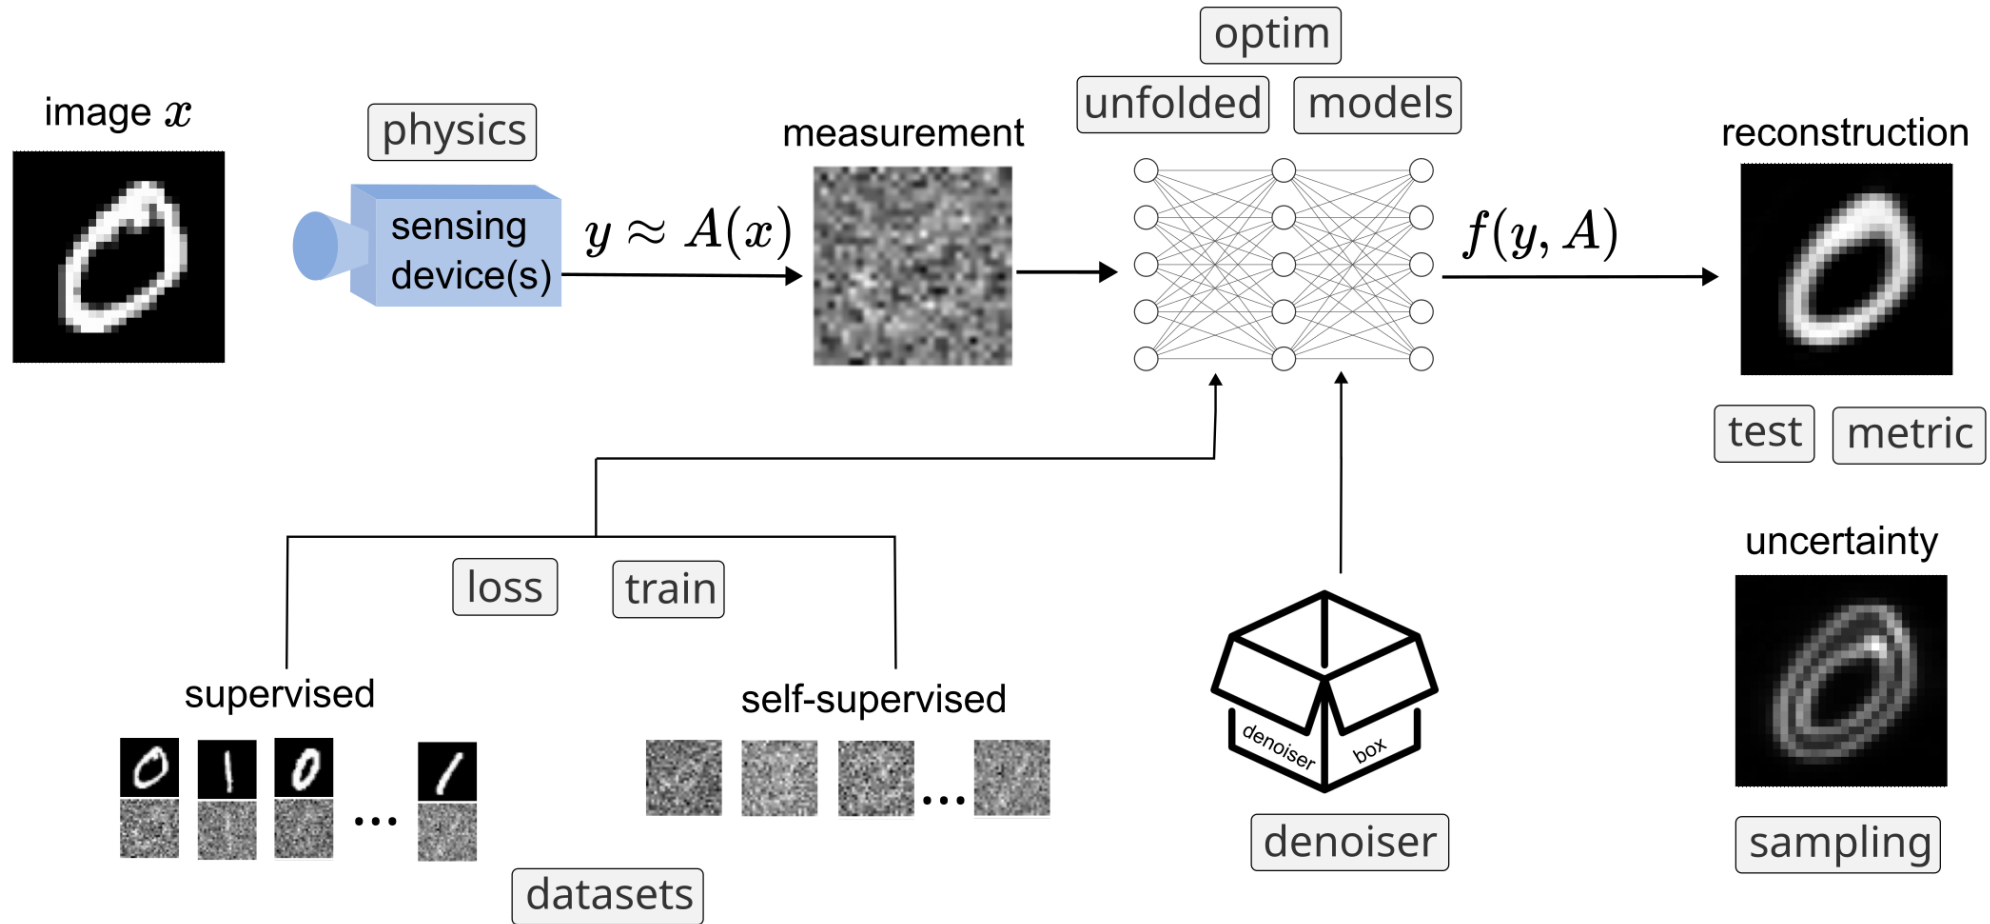 optim
unfolded
models
image x
physics
measurement
reconstruction
sensing
device(s)
y ≈ A(x)
f(y, A)
test
metric
loss
train
uncertainty
supervised
self-supervised
...
...
denoiser
box
denoiser
sampling
datasets